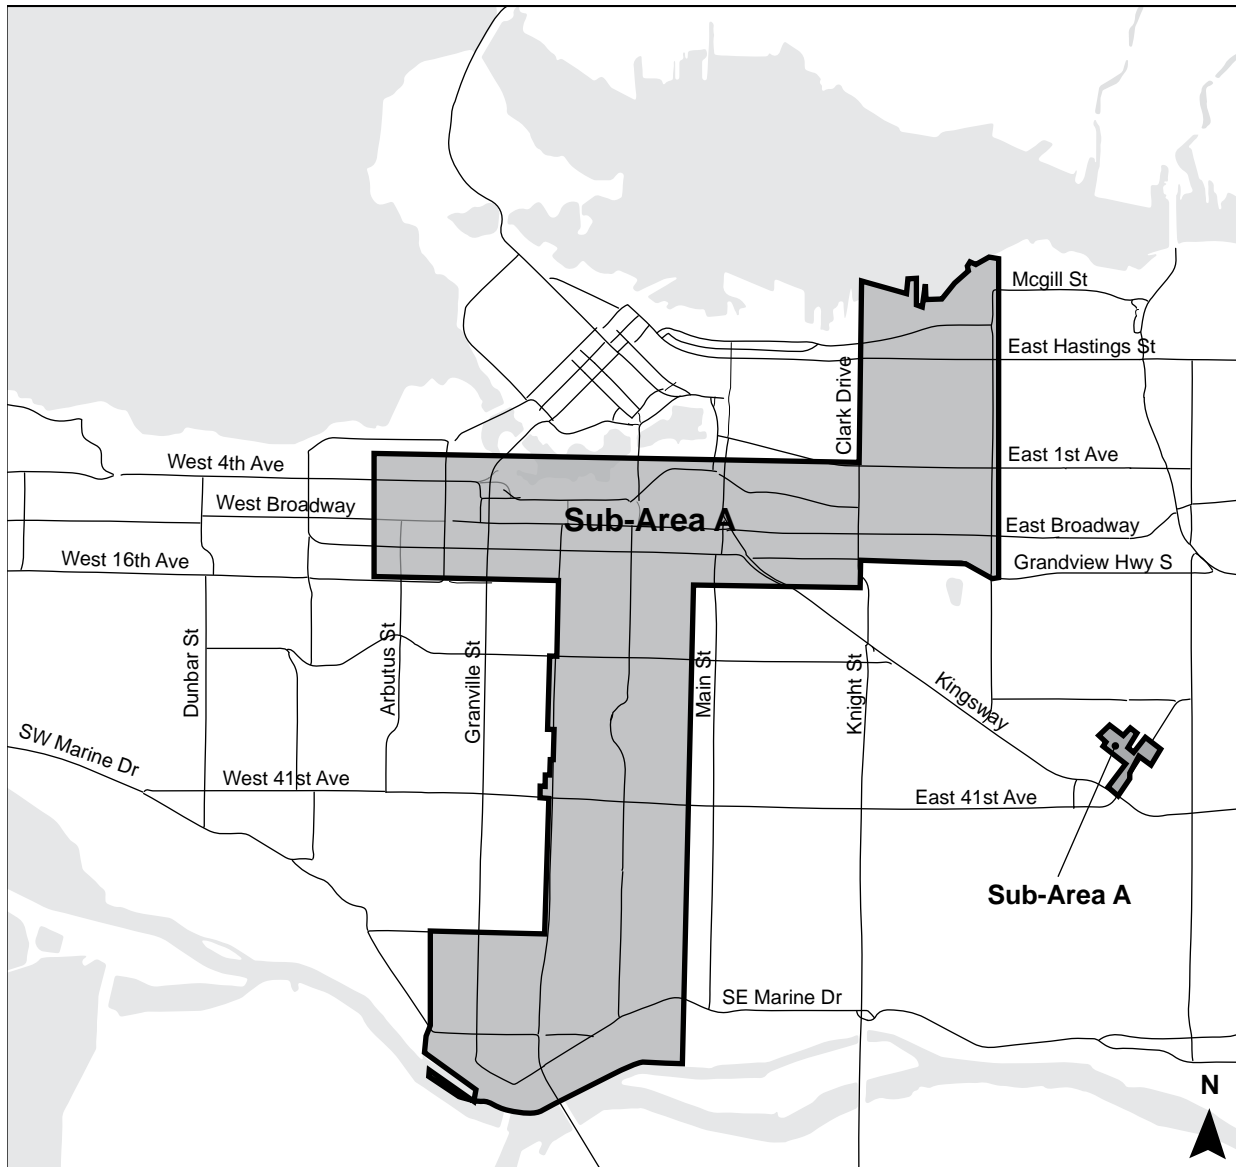 Mcgill St
East Hastings St
Clark Drive
East 1st Ave
West 4th Ave
West Broadway
Sub-Area A
East Broadway
West 16th Ave
Grandview Hwy S
Dunbar St
Arbutus St
Granville St
Main St
Knight St
Kingsway
SW Marine Dr
West 41st Ave
East 41st Ave
Sub-Area A
SE Marine Dr
N